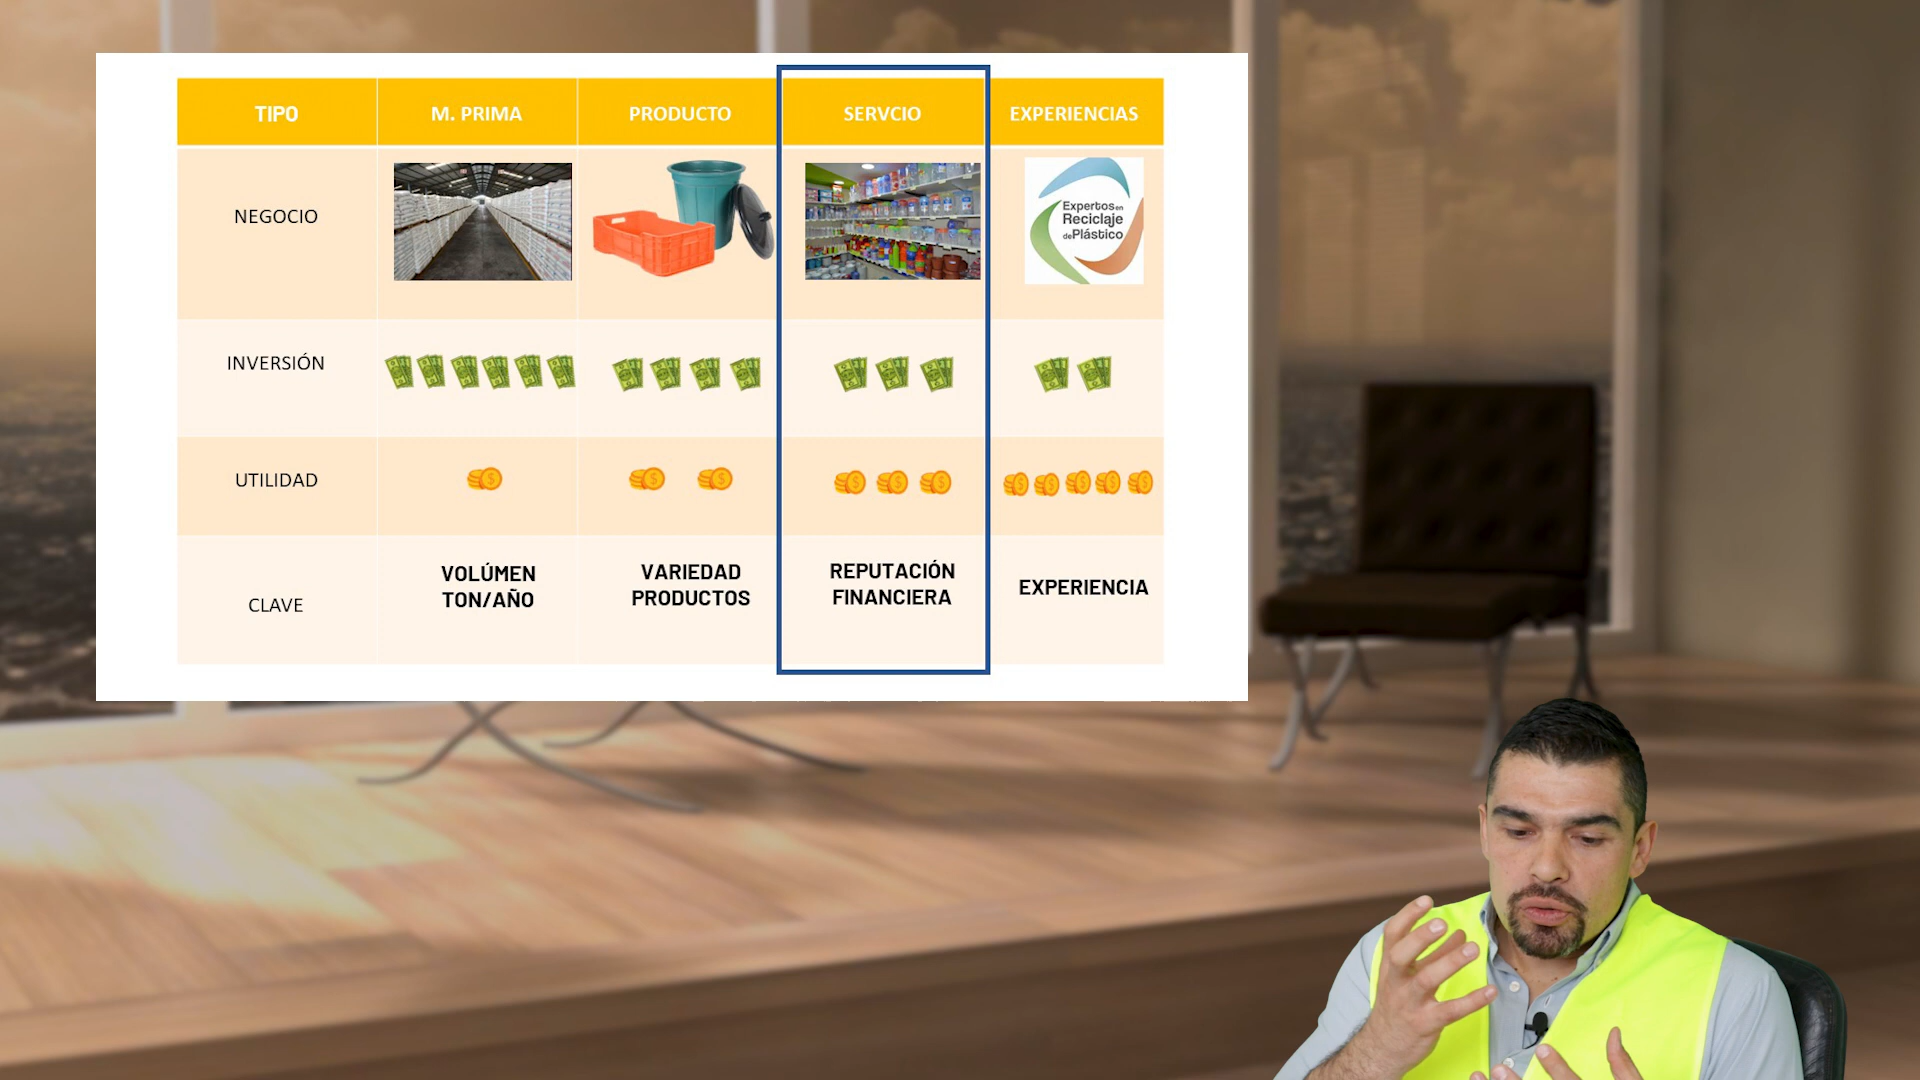 TIPO
M. PRIMA
PRODUCTO
SERVCIO
EXPERIENCIAS
NEGOCIO
Expertos en
Reciclaje
de Plástico
INVERSIÓN
UTILIDAD
CLAVE
VOLÚMEN
TON/AÑO
VARIEDAD
PRODUCTOS
REPUTACIÓN
FINANCIERA
EXPERIENCIA